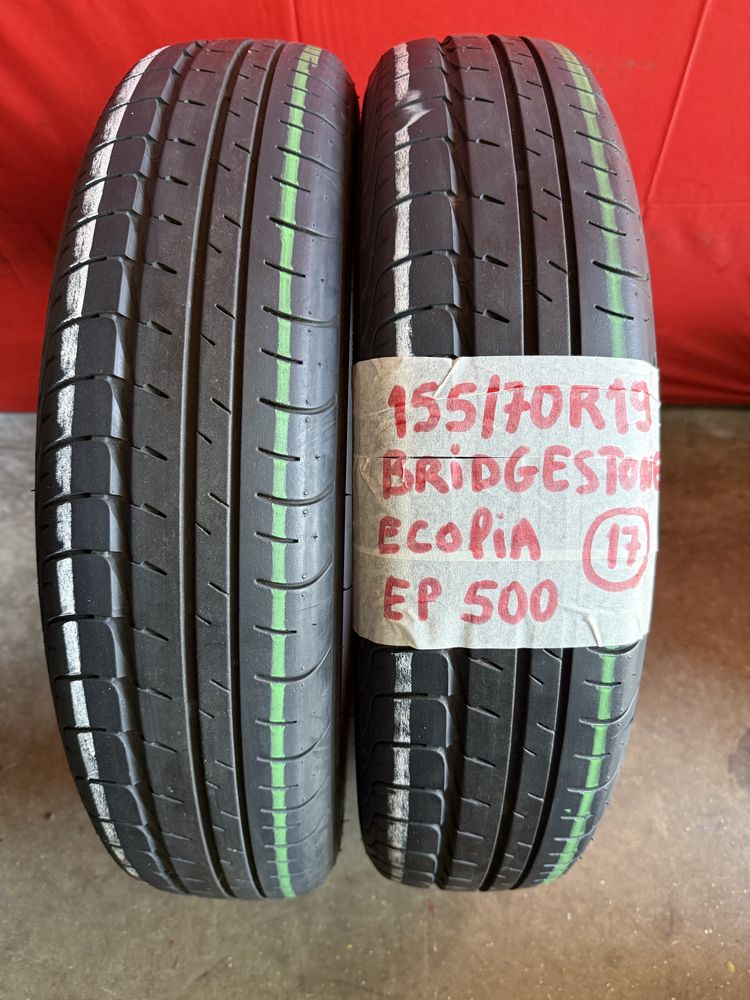 155/70R19
BRiDGESTONE
ECOPiA 17
EP 500